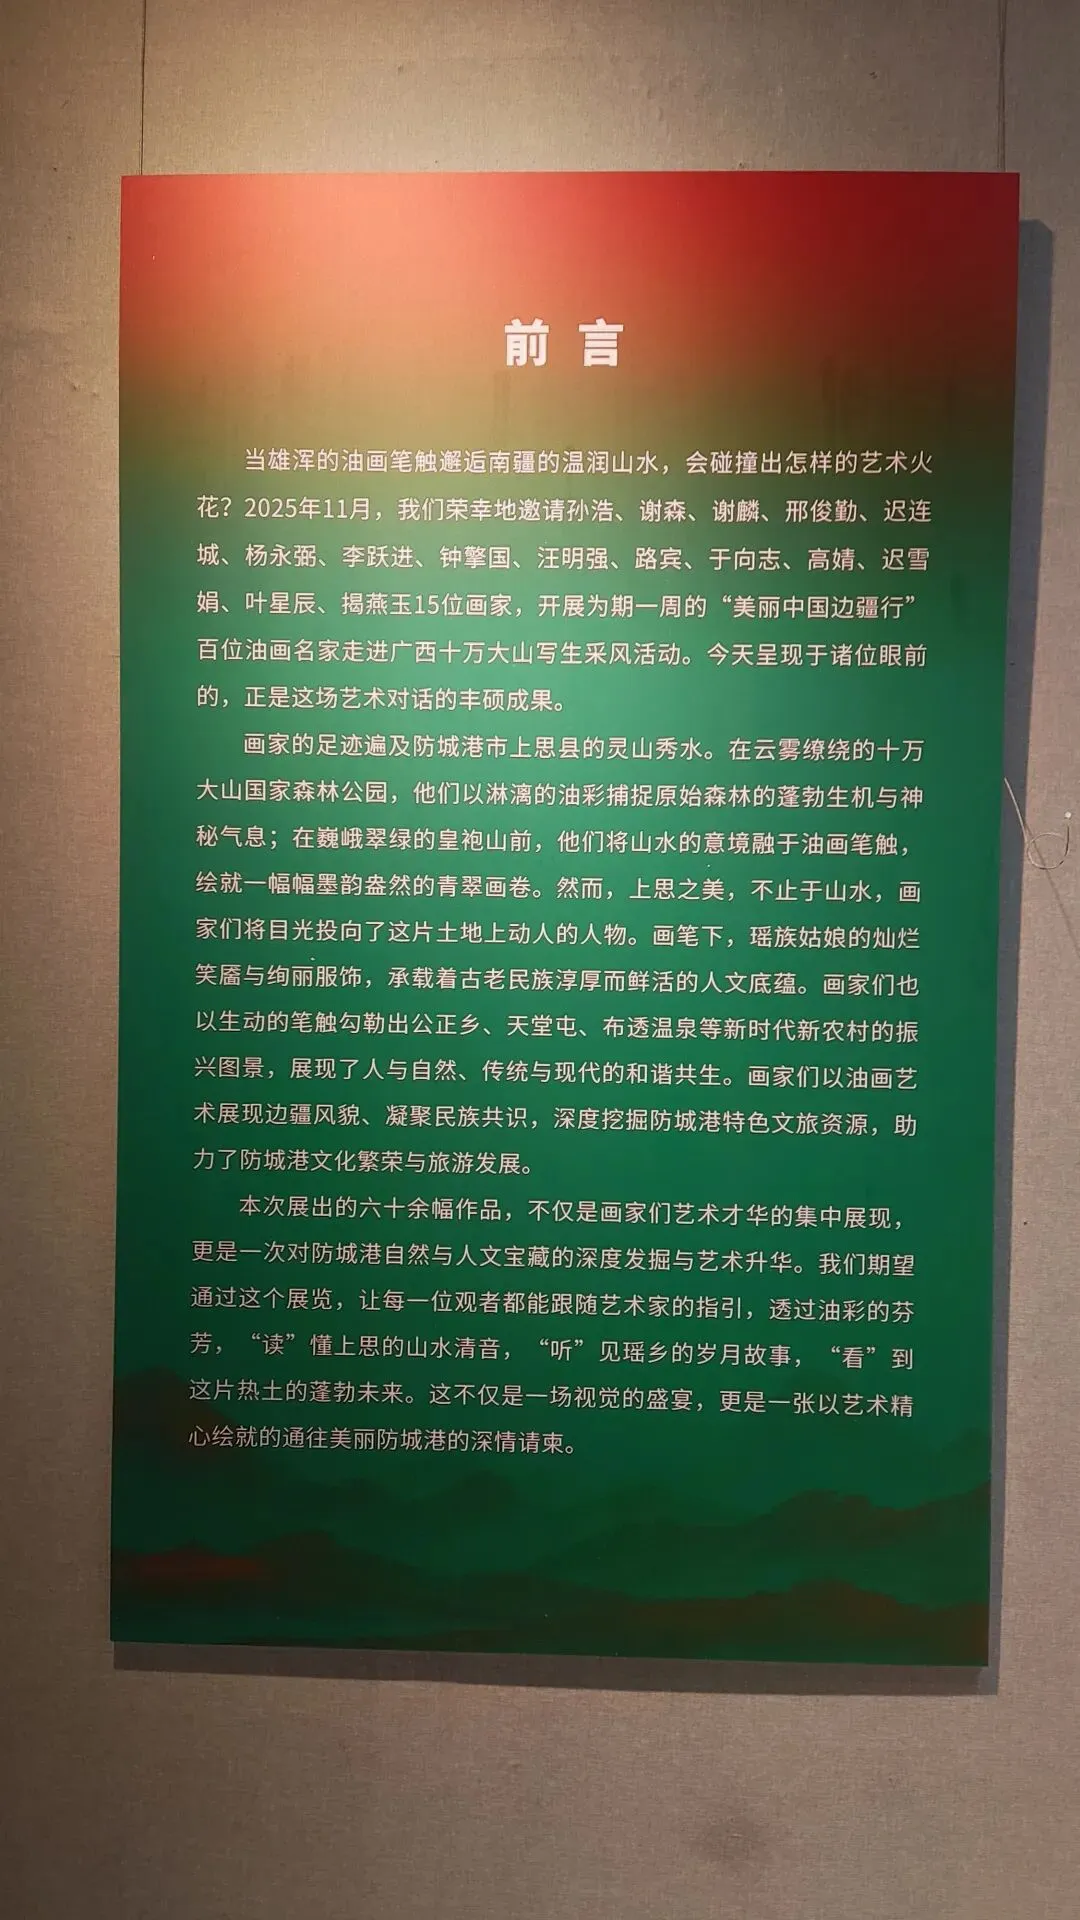 前言
当雄浑的油画笔触邂逅南疆的温润山水，会碰撞出怎样的艺术火
花？2025年11月，我们荣幸地邀请孙浩、谢森、谢麟、邢俊勤、迟连
城、杨永弼、李跃进、钟擎国、汪明强、路宾、于向志、高婧、迟雪
娟、叶星辰、揭燕玉15位画家，开展为期一周的“美丽中国边疆行”
百位油画名家走进广西十万大山写生采风活动。今天呈现于诸位眼前
的，正是这场艺术对话的丰硕成果。
画家的足迹遍及防城港市上思县的灵山秀水。在云雾缭绕的十万
大山国家森林公园，他们以淋漓的油彩捕捉原始森林的蓬勃生机与神
秘气息；在巍峨翠绿的皇袍山前，他们将山水的意境融于油画笔触，
绘就一幅幅墨韵盎然的青翠画卷。然而，上思之美，不止于山水，画
家们将目光投向了这片土地上动人的人物。画笔下，瑶族姑娘的灿烂
笑靥与绚丽服饰，承载着古老民族淳厚而鲜活的人文底蕴。画家们也
以生动的笔触勾勒出公正乡、天堂屯、布透温泉等新时代新农村的振
兴图景，展现了人与自然、传统与现代的和谐共生。画家们以油画艺
术展现边疆风貌、凝聚民族共识，深度挖掘防城港特色文旅资源，助
力了防城港文化繁荣与旅游发展。
本次展出的六十余幅作品，不仅是画家们艺术才华的集中展现，
更是一次对防城港自然与人文宝藏的深度发掘与艺术升华。我们期望
通过这个展览，让每一位观者都能跟随艺术家的指引，透过油彩的芬
芳，“读”懂上思的山水清音，“听”见瑶乡的岁月故事，“看”到
这片热土的蓬勃未来。这不仅是一场视觉的盛宴，更是一张以艺术精
心绘就的通往美丽防城港的深情请柬。